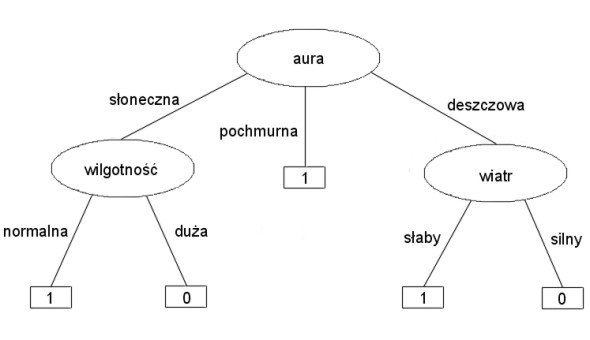 aura
słoneczna
pochmurna
deszczowa
wilgotność
1
wiatr
normalna
duża
słaby
silny
1
0
1
0